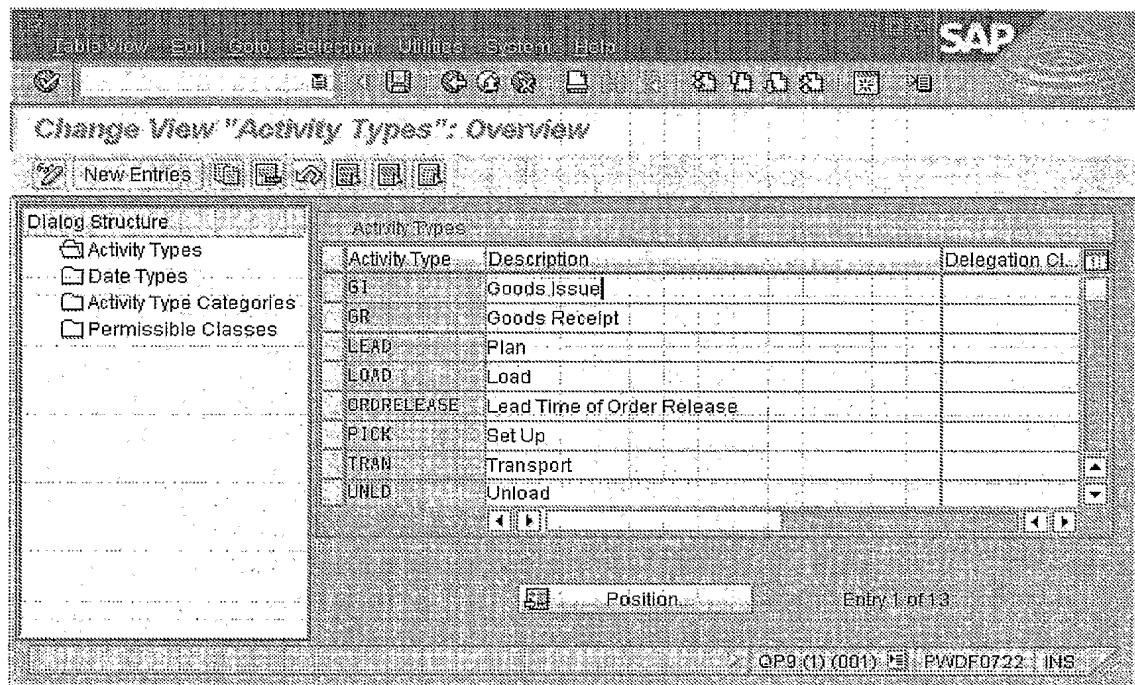 SAP
Table View Edit Goto Selection Utilities System Help
Change View "Activity Types": Overview
New Entries
Dialog Structure
Activity Types
Date Types
Activity Type Categories
Permissible Classes
Activity Types
Activity Type Description Delegation Cl...
GI Goods Issue
GR Goods Receipt
LEAD Plan
LOAD Load
ORDRELEASE Lead Time of Order Release
PICK Set Up
TRAN Transport
UNLD Unload
Position...
Entry 1 of 13
QP9 (1) (001) PWDF0722 INS